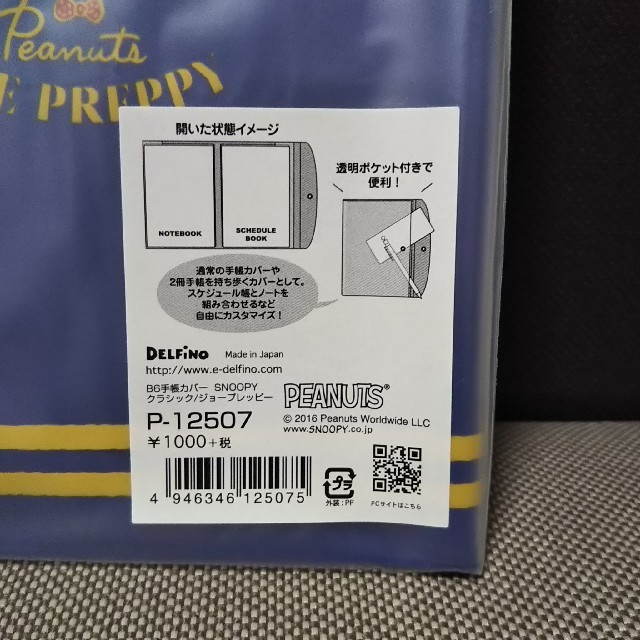 Peanuts
E PREPPY
開いた状態イメージ
NOTEBOOK
SCHEDULE
BOOK
透明ポケット付きで
便利！
通常の手帳カバーや
2冊手帳を持ち歩くカバーとして。
スケジュール帳とノートを
組み合わせるなど
自由にカスタマイズ！
DELFiNO Made in Japan
http://www.e-delfino.com
B6手帳カバー SNOOPY
クラシック/ジョープレッピー
P-12507
¥1000+税
PEANUTS®
© 2016 Peanuts Worldwide LLC
www.SNOOPY.co.jp
4 946346 125075
プラ
外装:PP
PCサイトはこちら